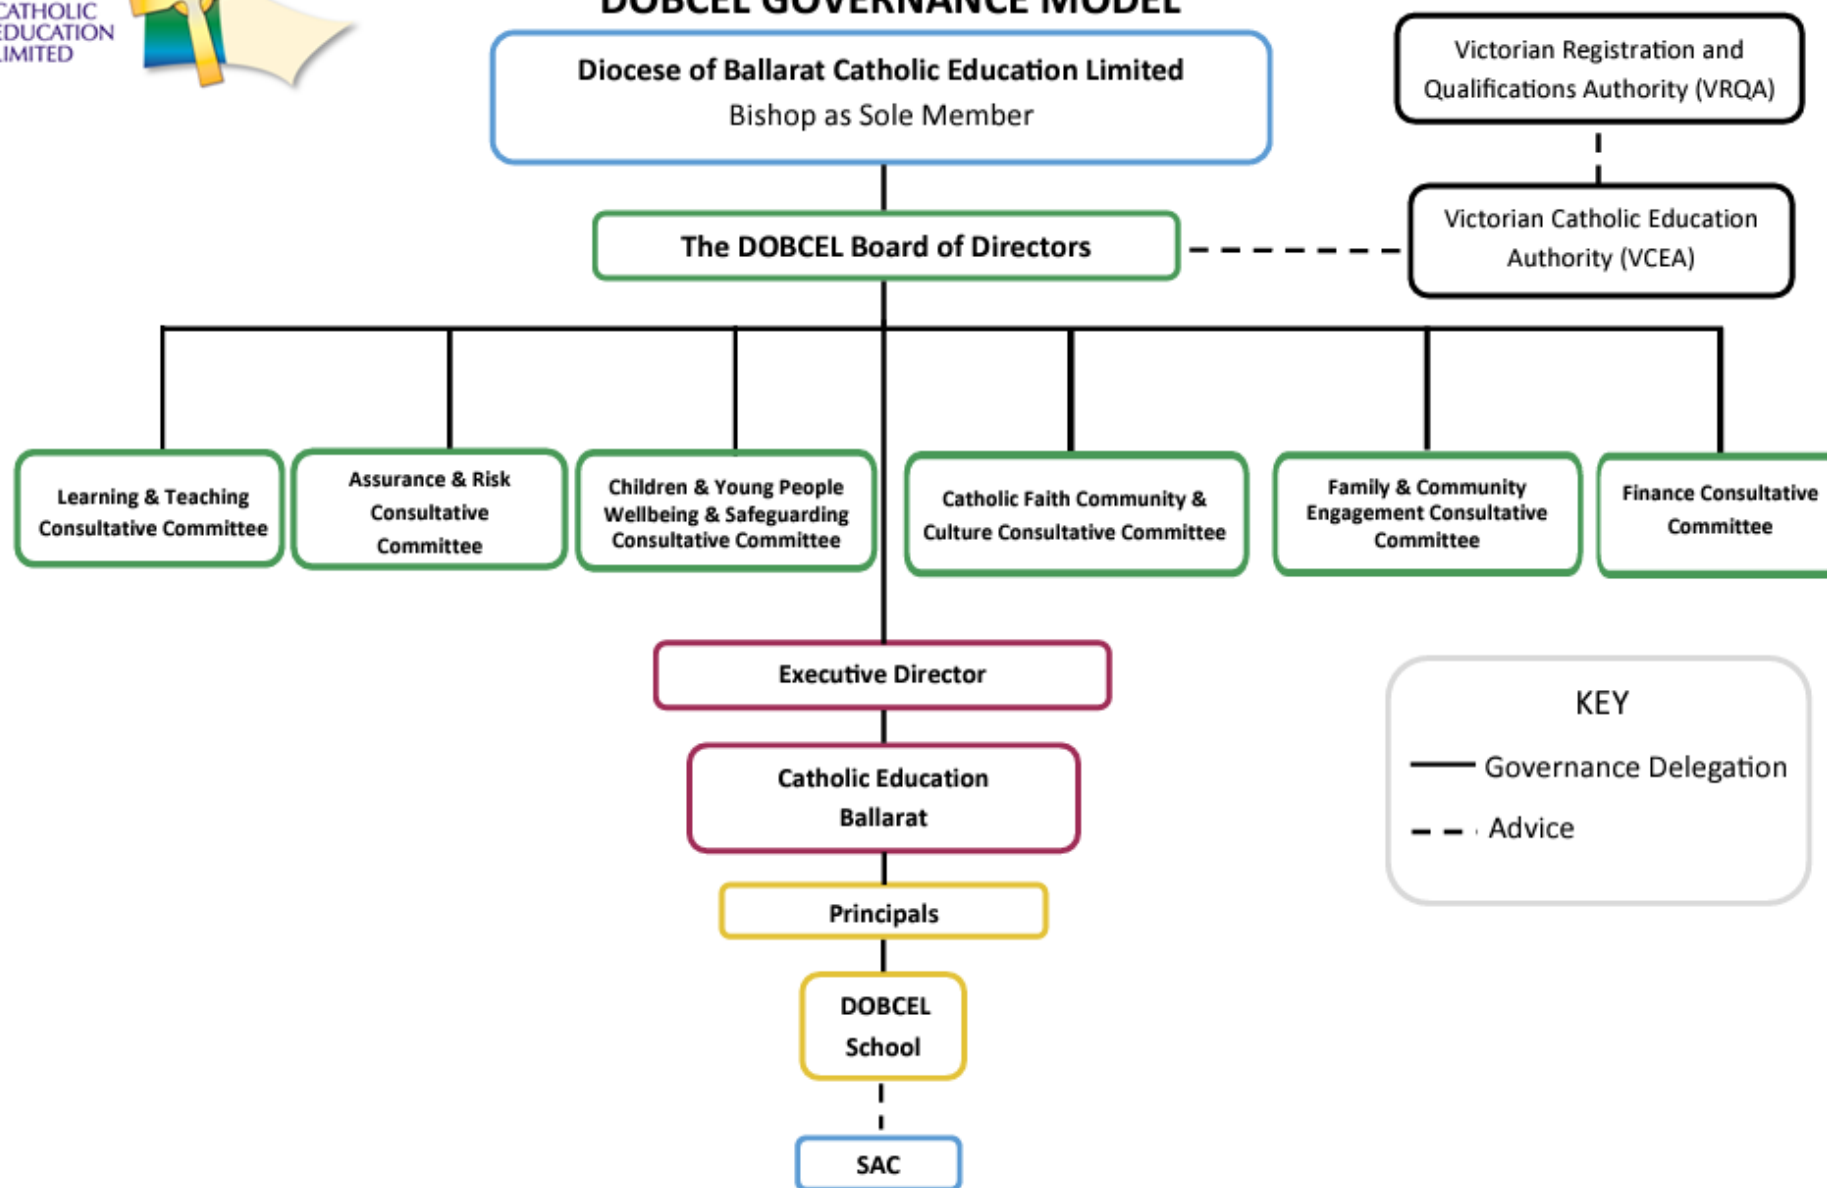 CATHOLIC
EDUCATION
LIMITED
DOBCEL GOVERNANCE MODEL
Diocese of Ballarat Catholic Education Limited
Bishop as Sole Member
Victorian Registration and
Qualifications Authority (VRQA)
The DOBCEL Board of Directors
Victorian Catholic Education
Authority (VCEA)
Learning & Teaching
Consultative Committee
Assurance & Risk
Consultative
Committee
Children & Young People
Wellbeing & Safeguarding
Consultative Committee
Catholic Faith Community &
Culture Consultative Committee
Family & Community
Engagement Consultative
Committee
Finance Consultative
Committee
Executive Director
Catholic Education
Ballarat
Principals
DOBCEL
School
SAC
KEY
Governance Delegation
Advice